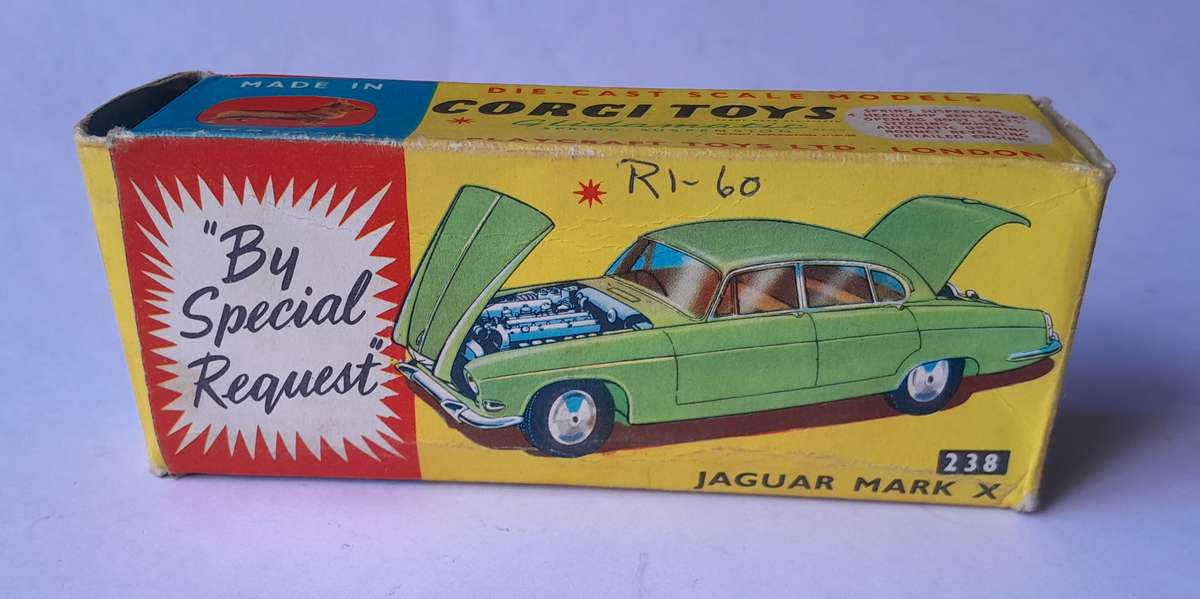 MADE IN
DIE-CAST SCALE MODELS
CORGI TOYS
PLAYCRAFT TOYS LTD. LONDON
R1-60
"By
Special
Request"
238
JAGUAR MARK X